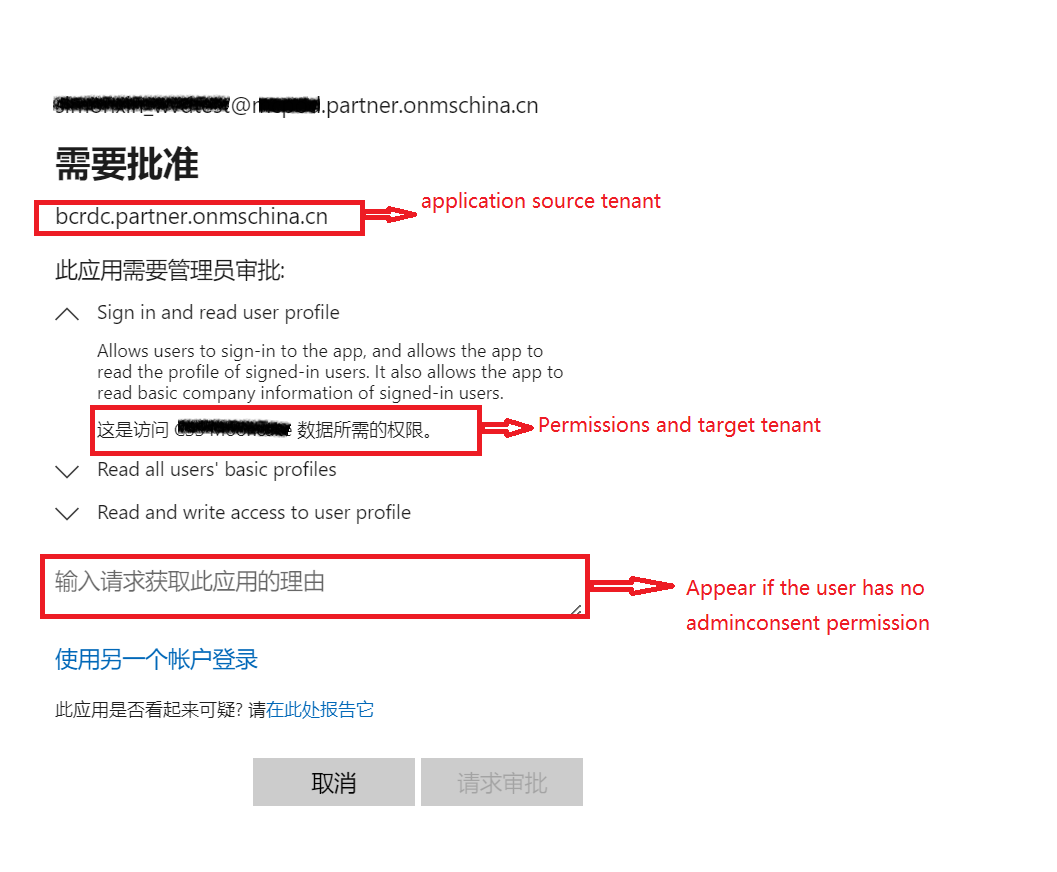 .partner.onmschina.cn
需要批准
bcrdc.partner.onmschina.cn
application source tenant
此应用需要管理员审批:
Sign in and read user profile
Allows users to sign-in to the app, and allows the app to
read the profile of signed-in users. It also allows the app to
read basic company information of signed-in users.
这是访问 数据所需的权限。
Permissions and target tenant
Read all users' basic profiles
Read and write access to user profile
输入请求获取此应用的理由
Appear if the user has no
adminconsent permission
使用另一个帐户登录
此应用是否看起来可疑? 请在此处报告它
取消
请求审批